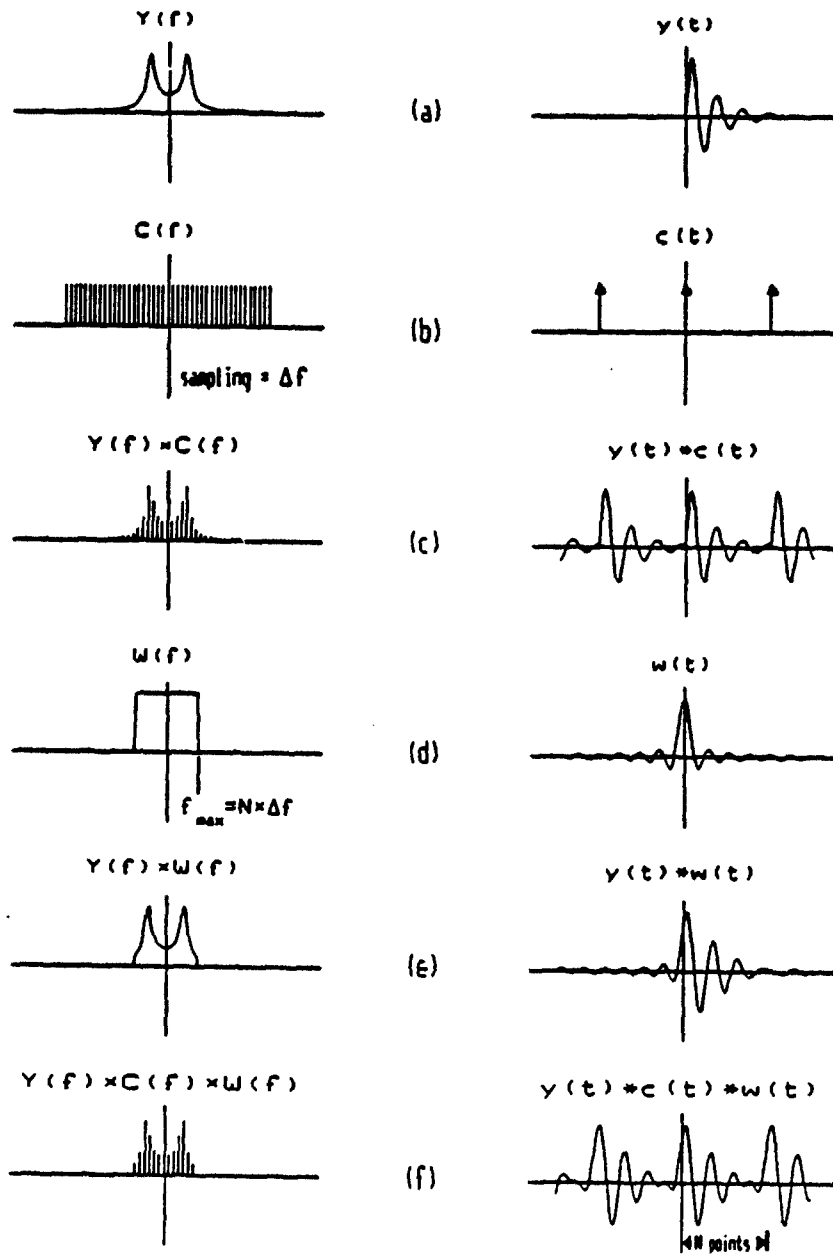 Y(f) y(t)
(a)
C(f) c(t)
(b)
sampling = Δf
Y(f)×C(f) y(t)*c(t)
(c)
W(f) w(t)
(d)
f max =N×Δf
Y(f)×W(f) y(t)*w(t)
(e)
Y(f)×C(f)×W(f) y(t)*c(t)*w(t)
(f)
N points